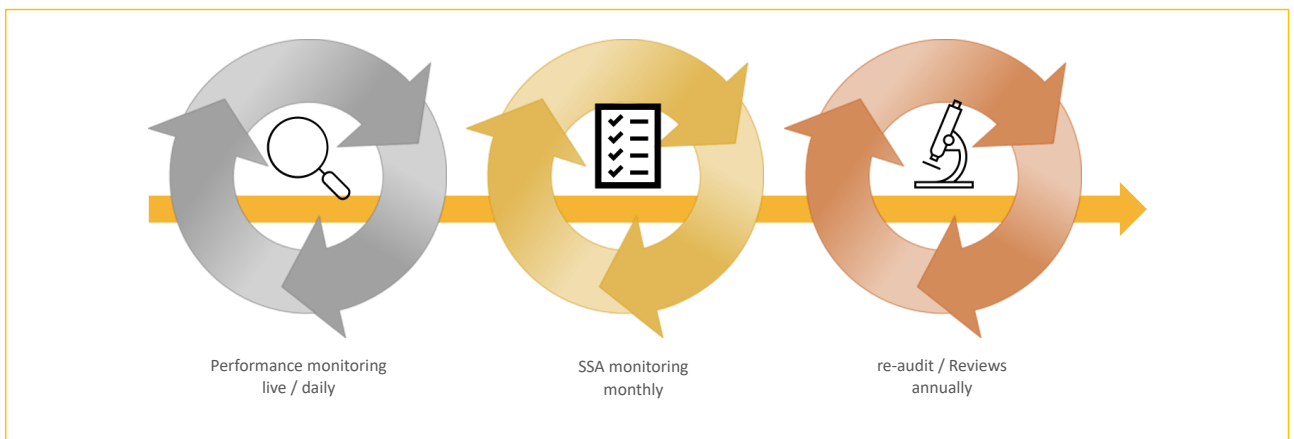 Performance monitoring
live / daily
SSA monitoring
monthly
re-audit / Reviews
annually